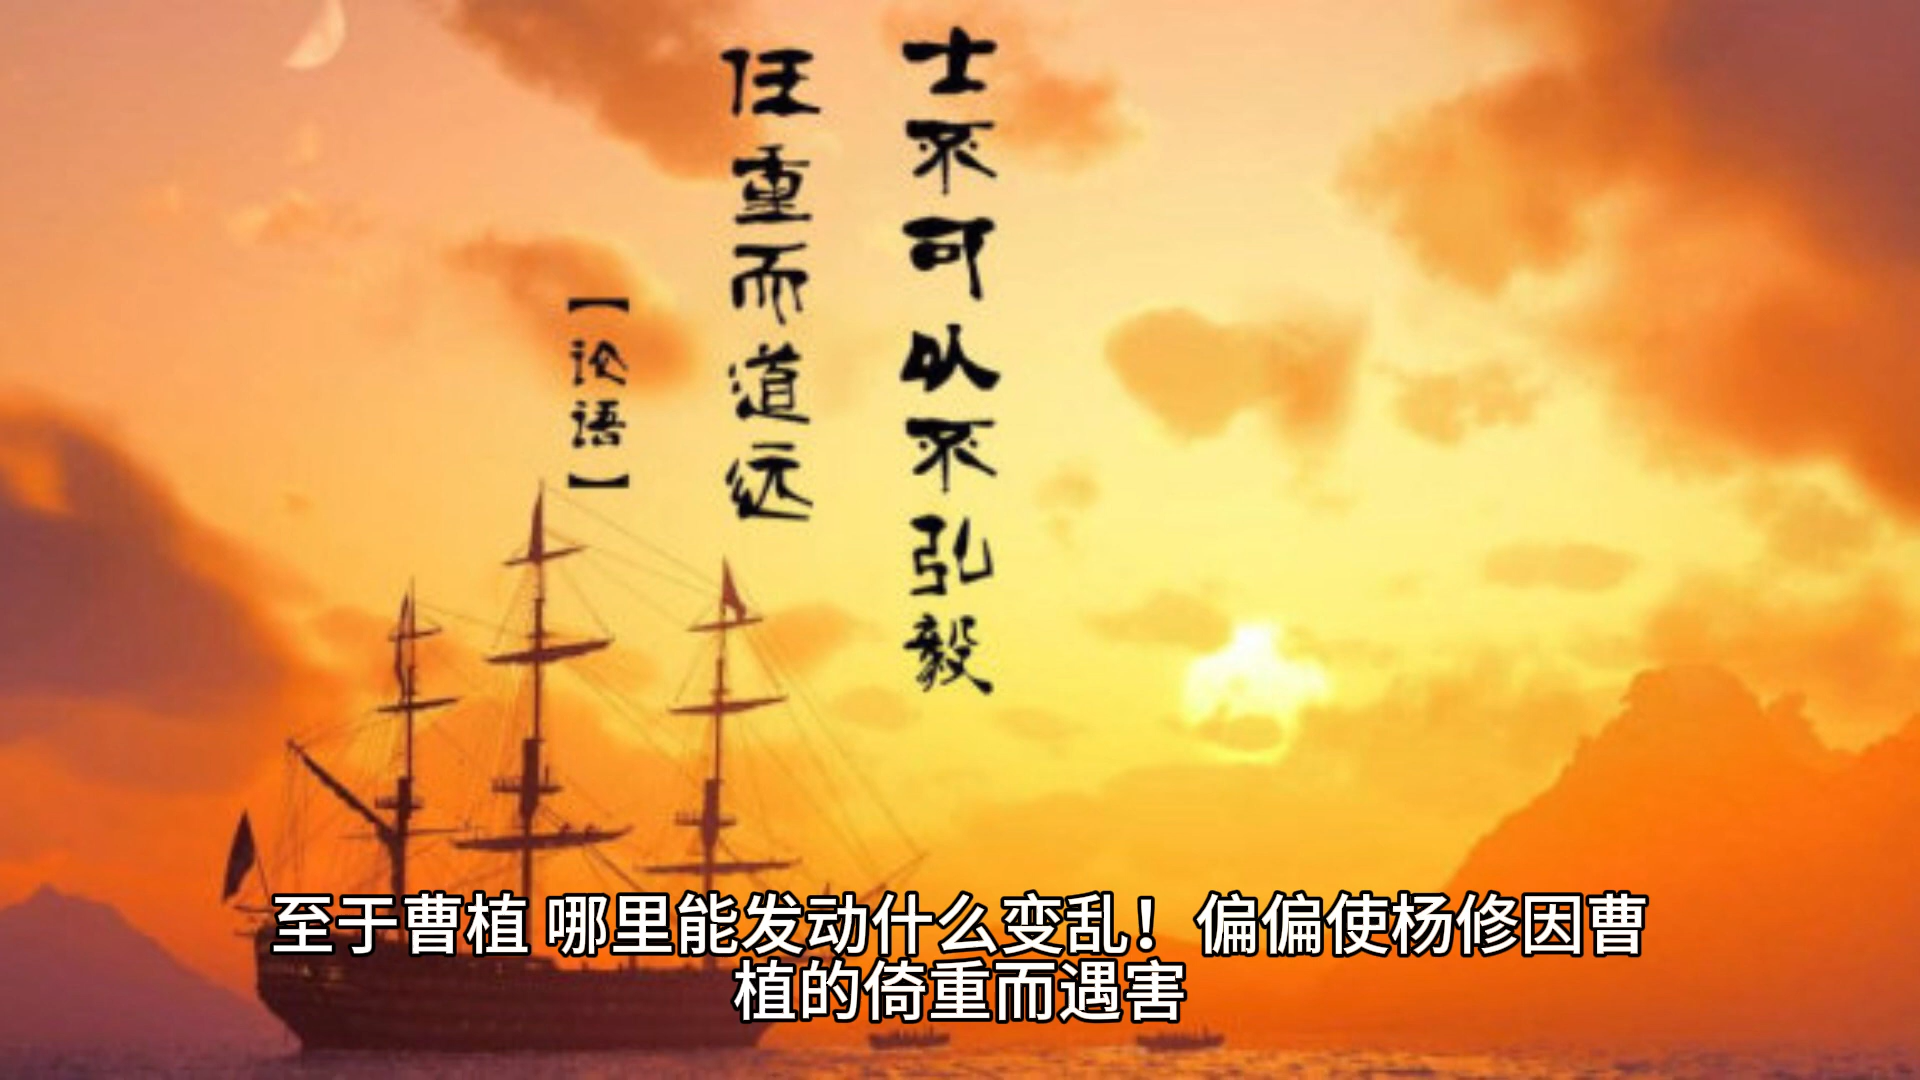 士不可以不弘毅
任重而道远
【论语】
至于曹植 哪里能发动什么变乱！偏偏使杨修因曹
植的倚重而遇害